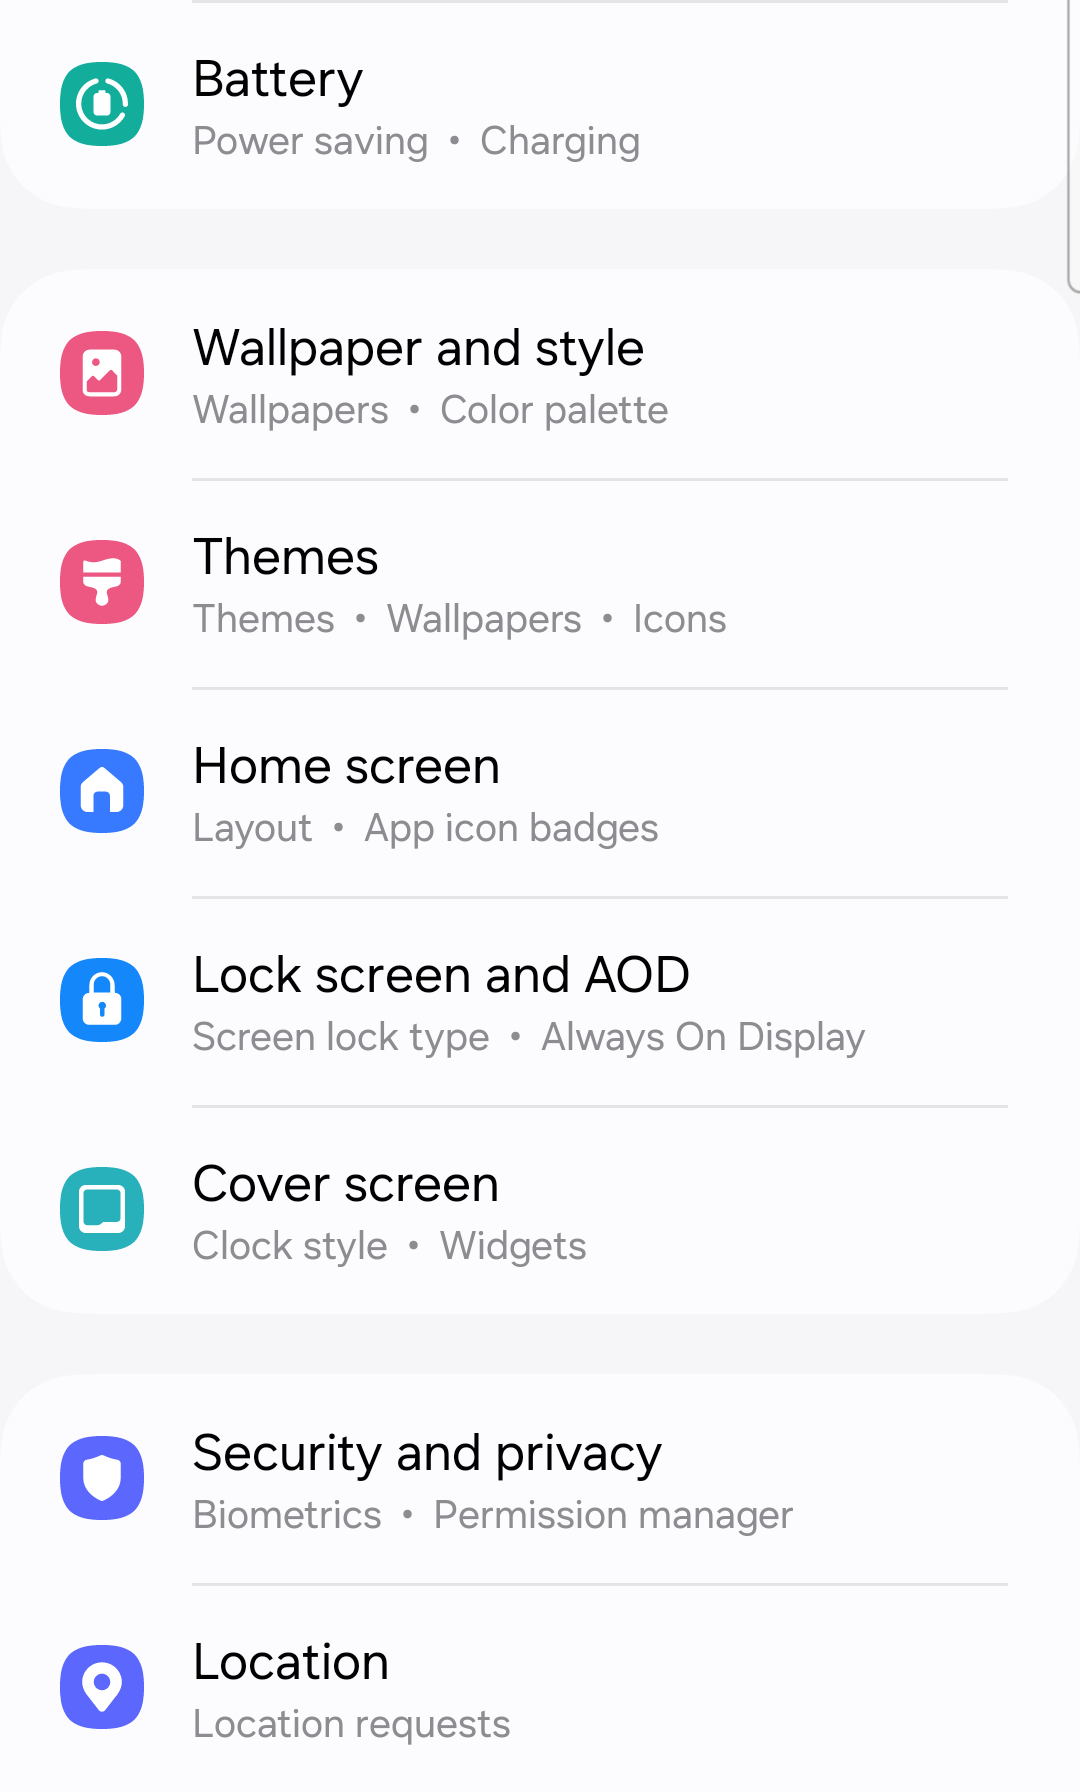 Battery
Power saving • Charging
Wallpaper and style
Wallpapers • Color palette
Themes
Themes • Wallpapers • Icons
Home screen
Layout • App icon badges
Lock screen and AOD
Screen lock type • Always On Display
Cover screen
Clock style • Widgets
Security and privacy
Biometrics • Permission manager
Location
Location requests